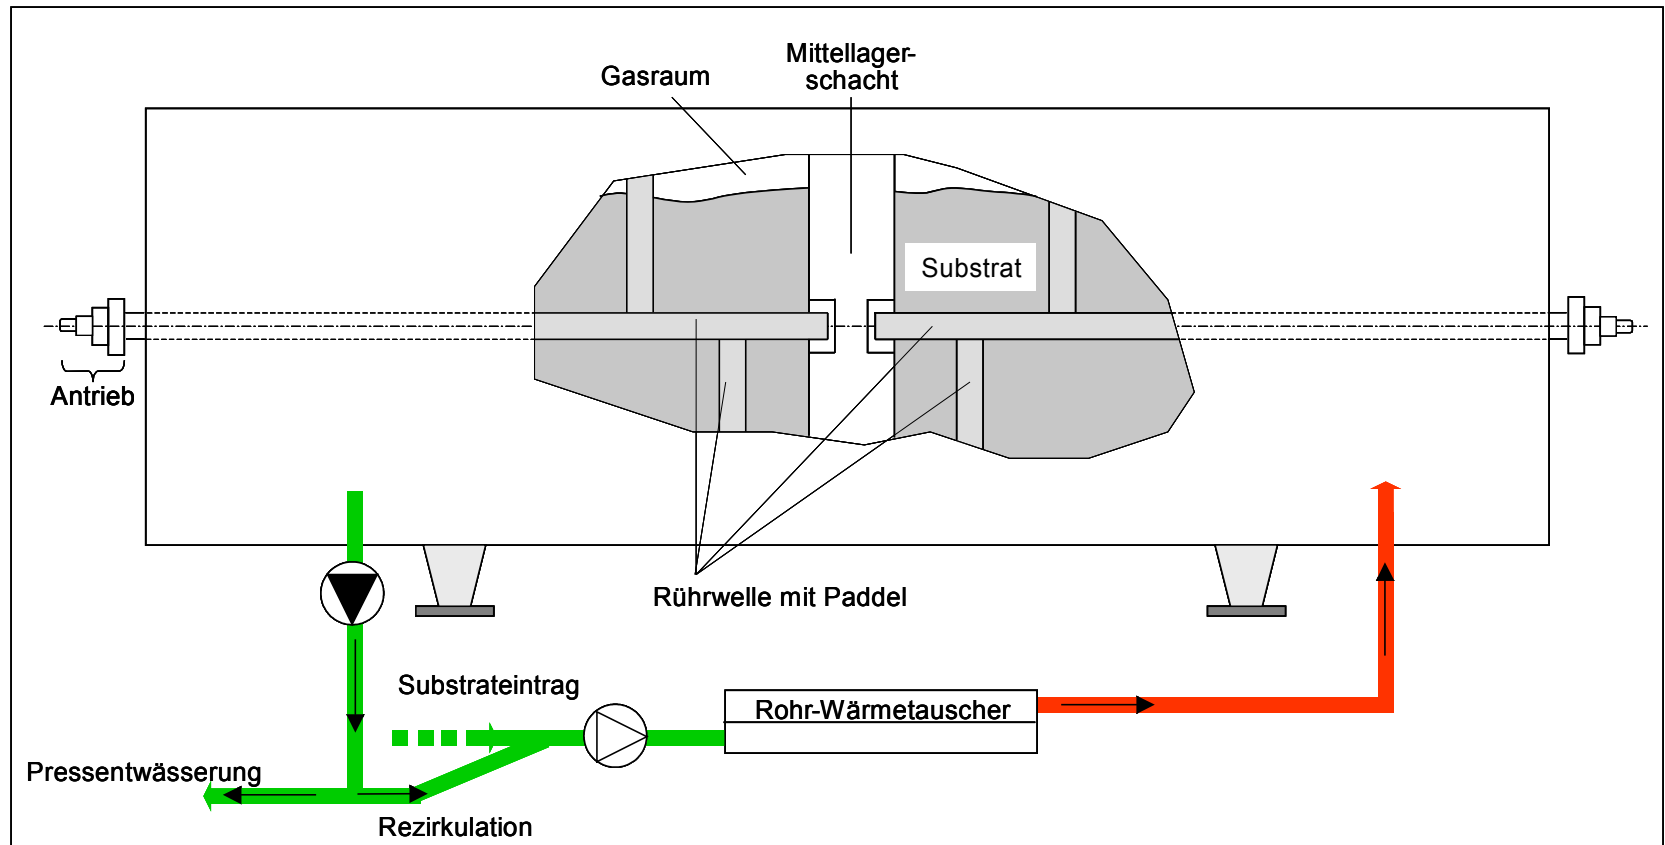 Mittellager-
schacht
Gasraum
Substrat
Antrieb
Rührwelle mit Paddel
Substrateintrag
Rohr-Wärmetauscher
Pressentwässerung
Rezirkulation